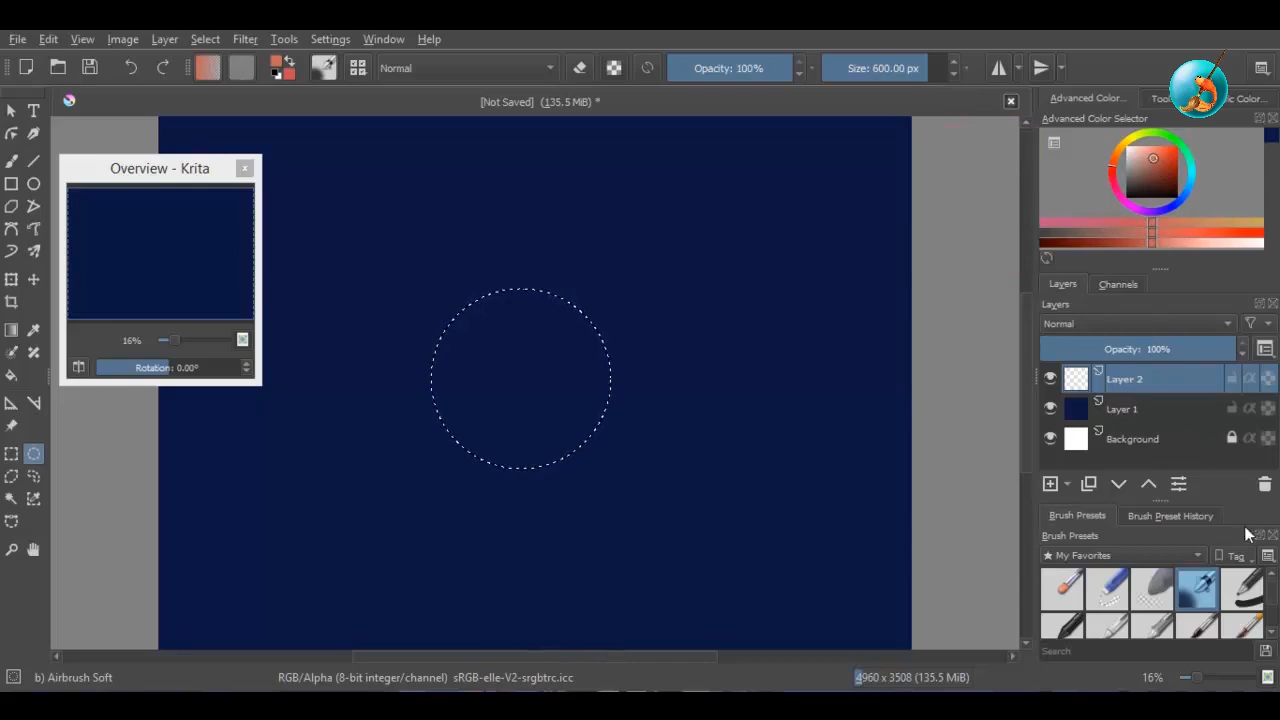 File Edit View Image Layer Select Filter Tools Settings Window Help
Normal Opacity: 100% Size: 600.00 px
[Not Saved] (135.5 MiB) *
Advanced Color... Too ic Color...
Advanced Color Selector
Overview - Krita
16%
Rotation: 0.00°
Layers Channels
Layers
Normal
Opacity: 100%
Layer 2
Layer 1
Background
Brush Presets Brush Preset History
Brush Presets
My Favorites Tag
Search
b) Airbrush Soft RGB/Alpha (8-bit integer/channel) sRGB-elle-V2-srgbtrc.icc 4960 x 3508 (135.5 MiB) 16%